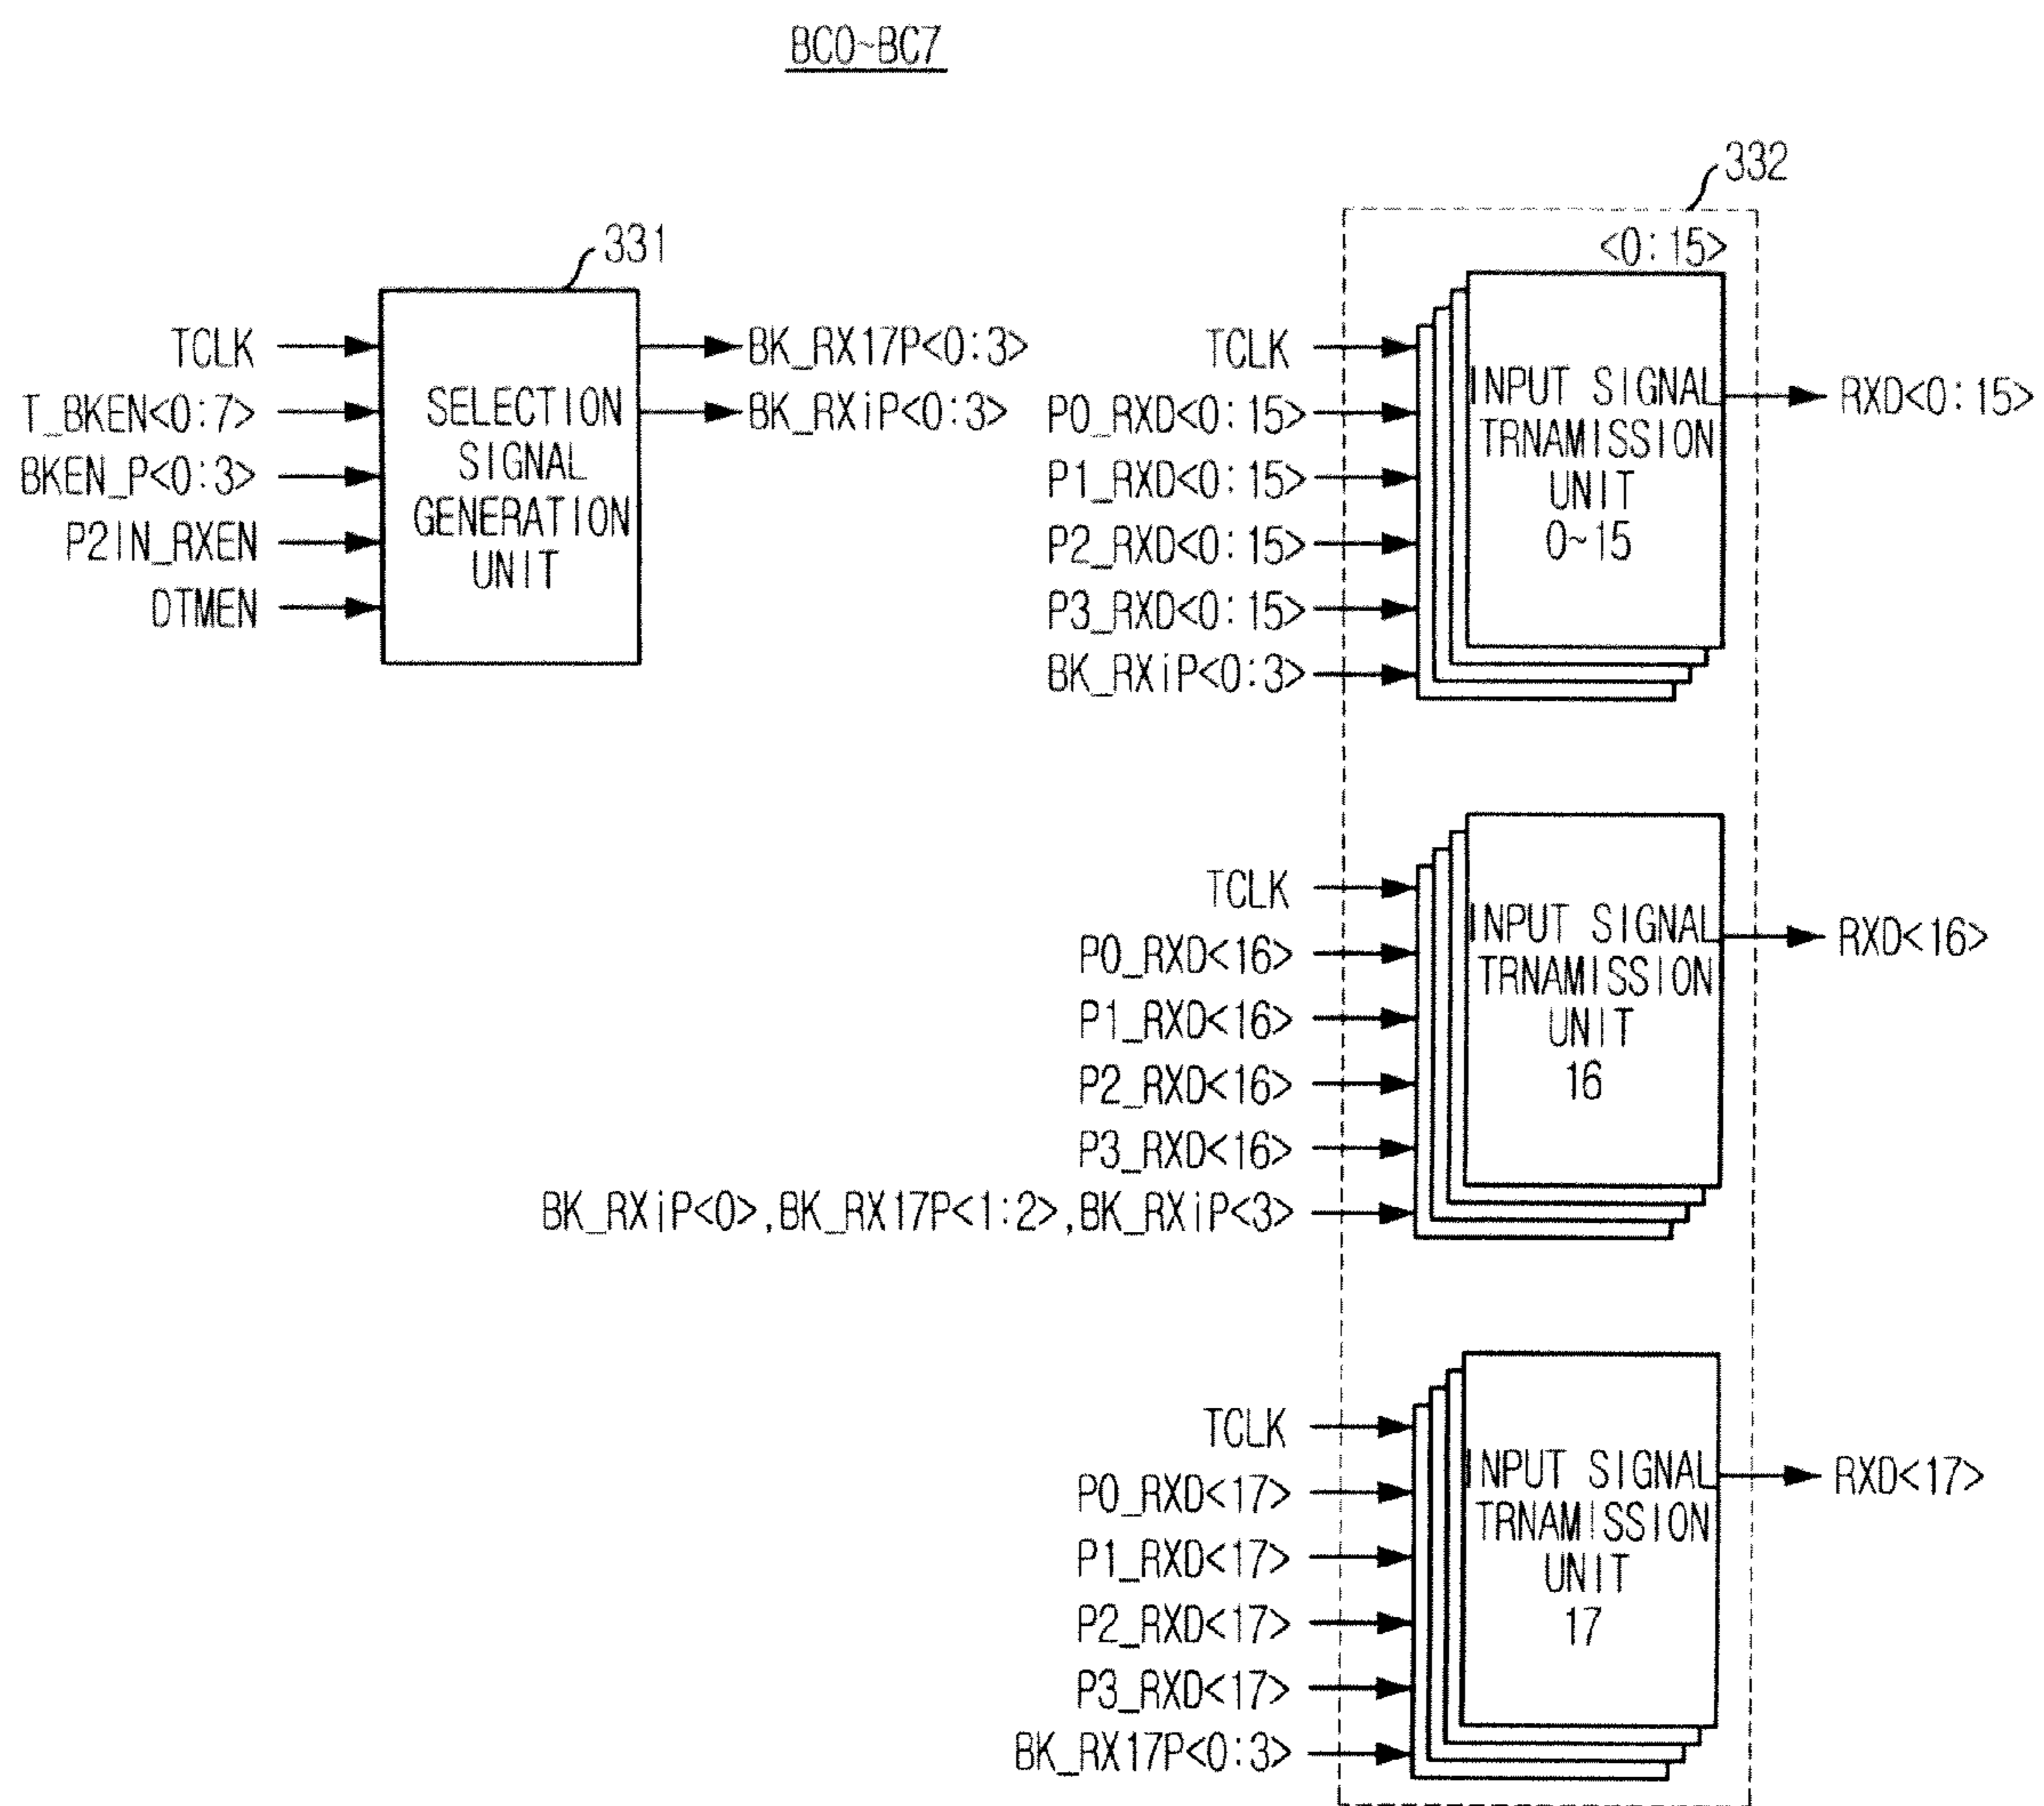 BC0~BC7
331
TCLK
T_BKEN<0:7>
BKEN_P<0:3>
P2IN_RXEN
DTMEN
SELECTION
SIGNAL
GENERATION
UNIT
BK_RX17P<0:3>
BK_RXiP<0:3>
332
<0:15>
TCLK
P0_RXD<0:15>
P1_RXD<0:15>
P2_RXD<0:15>
P3_RXD<0:15>
BK_RXiP<0:3>
INPUT SIGNAL
TRNAMISSION
UNIT
0~15
RXD<0:15>
TCLK
P0_RXD<16>
P1_RXD<16>
P2_RXD<16>
P3_RXD<16>
BK_RXiP<0>,BK_RX17P<1:2>,BK_RXiP<3>
INPUT SIGNAL
TRNAMISSION
UNIT
16
RXD<16>
TCLK
P0_RXD<17>
P1_RXD<17>
P2_RXD<17>
P3_RXD<17>
BK_RX17P<0:3>
INPUT SIGNAL
TRNAMISSION
UNIT
17
RXD<17>